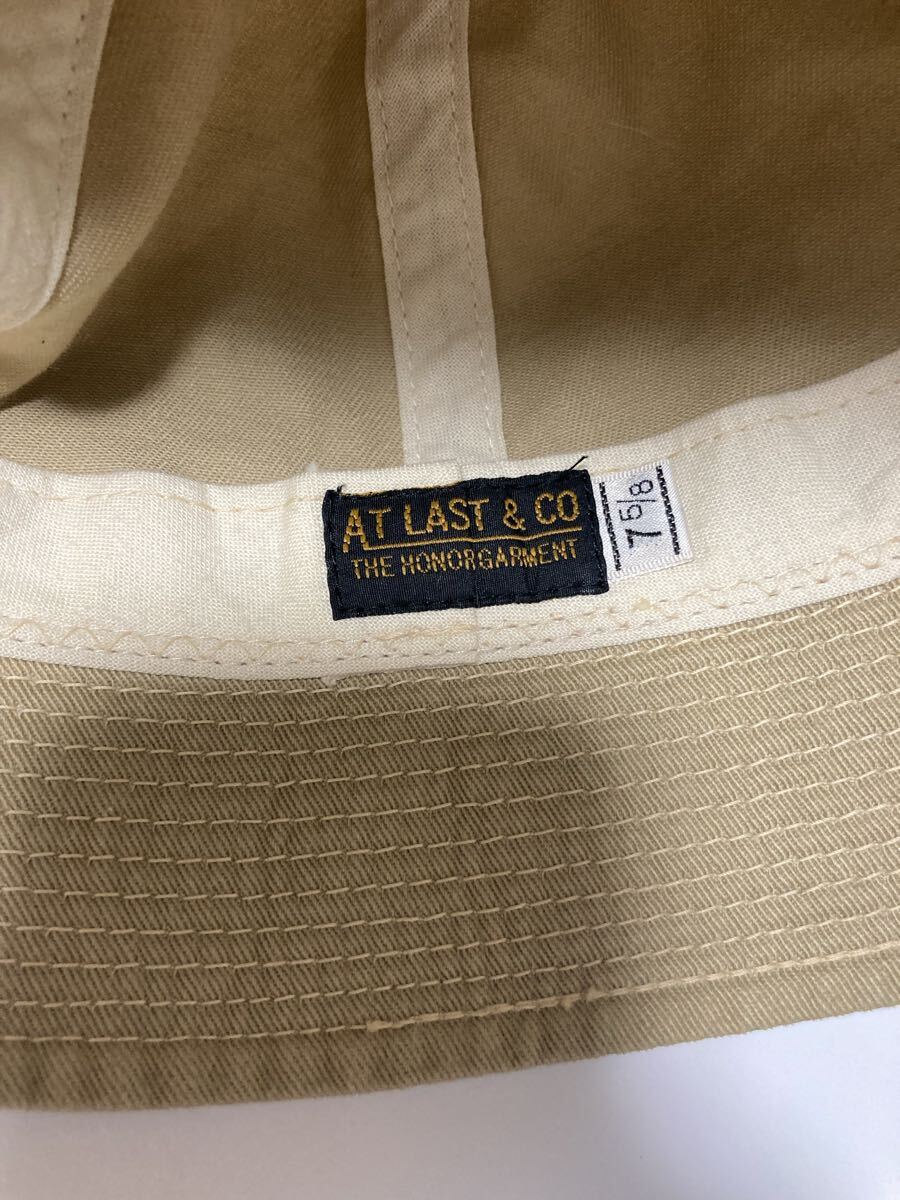 AT LAST & CO
THE HONORGARMENT
7 5/8